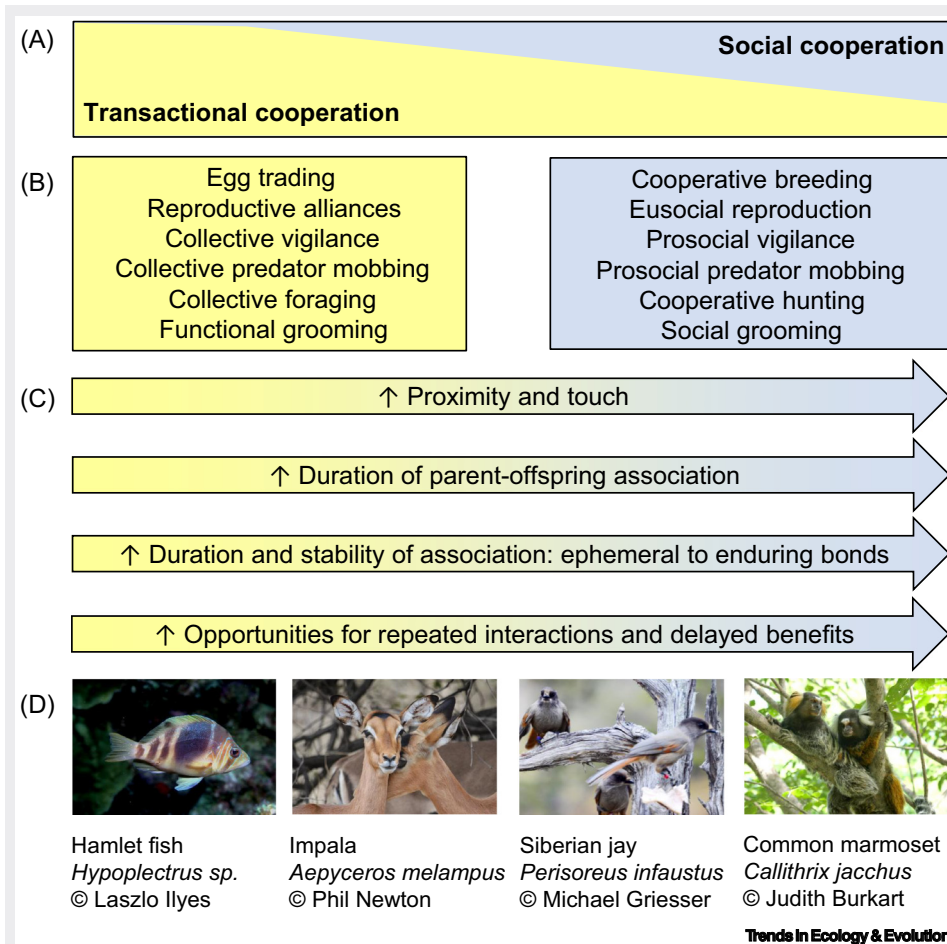 (A)
Social cooperation
Transactional cooperation
(B)
Egg trading
Reproductive alliances
Collective vigilance
Collective predator mobbing
Collective foraging
Functional grooming
Cooperative breeding
Eusocial reproduction
Prosocial vigilance
Prosocial predator mobbing
Cooperative hunting
Social grooming
(C)
↑ Proximity and touch
↑ Duration of parent-offspring association
↑ Duration and stability of association: ephemeral to enduring bonds
↑ Opportunities for repeated interactions and delayed benefits
(D)
Hamlet fish
Hypoplectrus sp.
© Laszlo Ilyes
Impala
Aepyceros melampus
© Phil Newton
Siberian jay
Perisoreus infaustus
© Michael Griesser
Common marmoset
Callithrix jacchus
© Judith Burkart
Trends in Ecology & Evolution